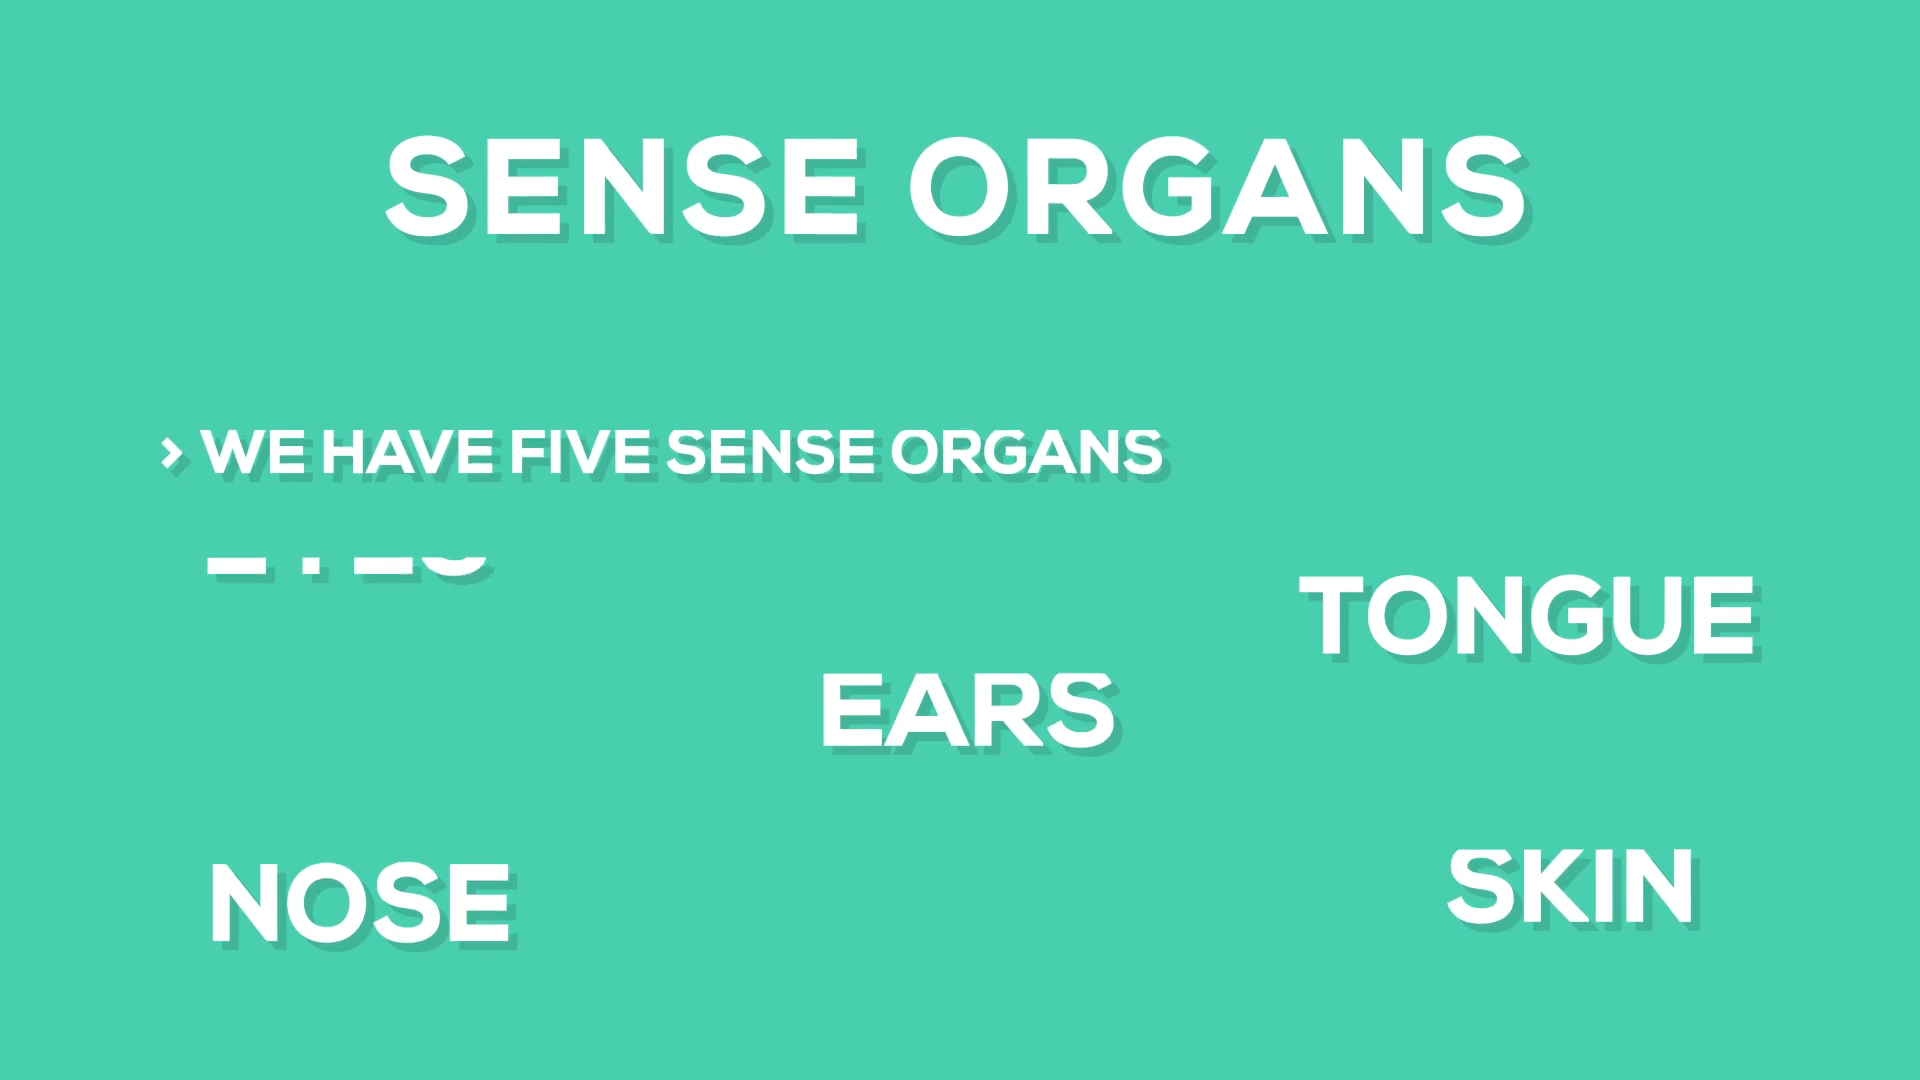 SENSE ORGANS
> WE HAVE FIVE SENSE ORGANS
TONGUE
EARS
NOSE
SKIN